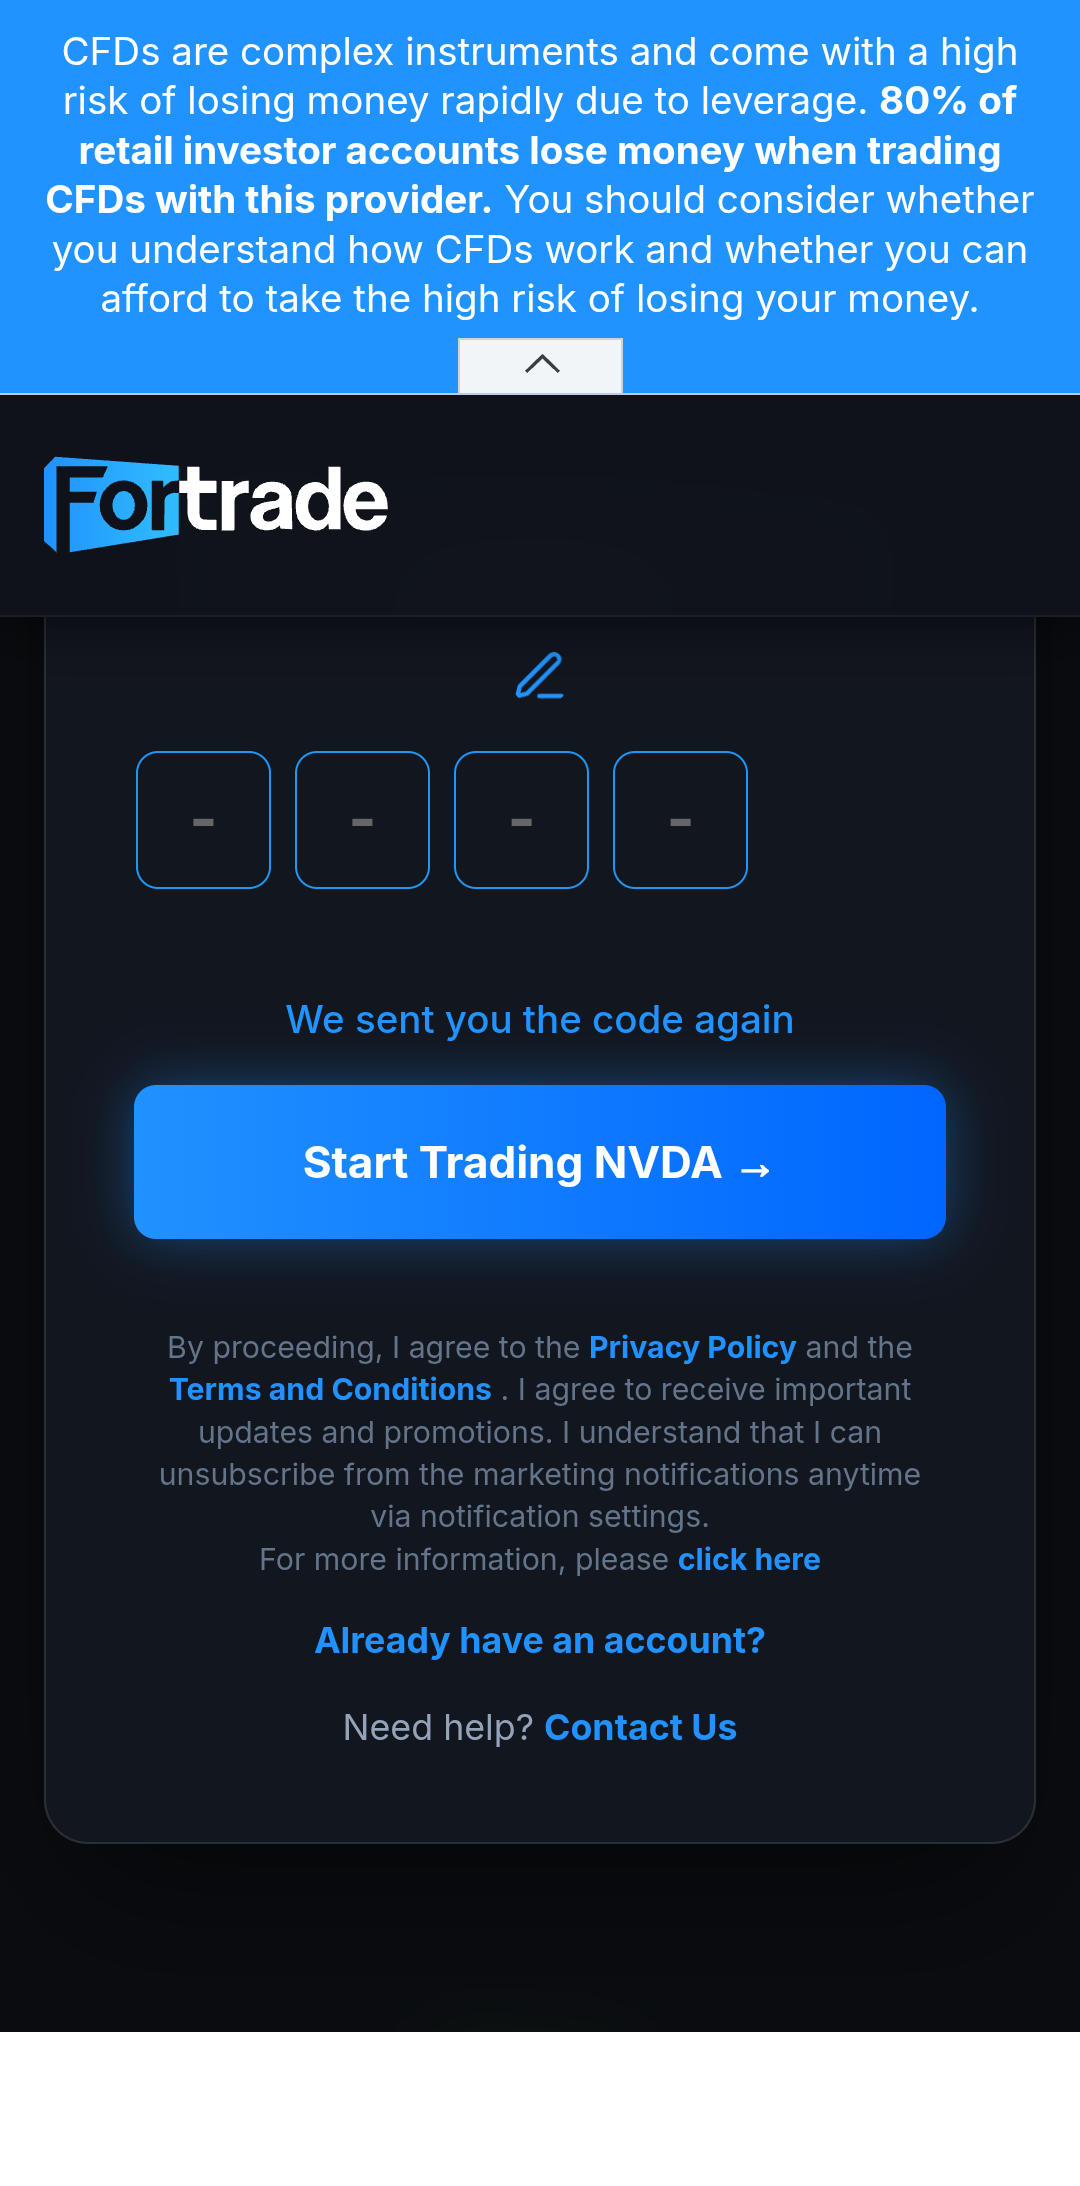 CFDs are complex instruments and come with a high
risk of losing money rapidly due to leverage. 80% of
retail investor accounts lose money when trading
CFDs with this provider. You should consider whether
you understand how CFDs work and whether you can
afford to take the high risk of losing your money.
Fortrade
- - - -
We sent you the code again
Start Trading NVDA →
By proceeding, I agree to the Privacy Policy and the
Terms and Conditions . I agree to receive important
updates and promotions. I understand that I can
unsubscribe from the marketing notifications anytime
via notification settings.
For more information, please click here
Already have an account?
Need help? Contact Us